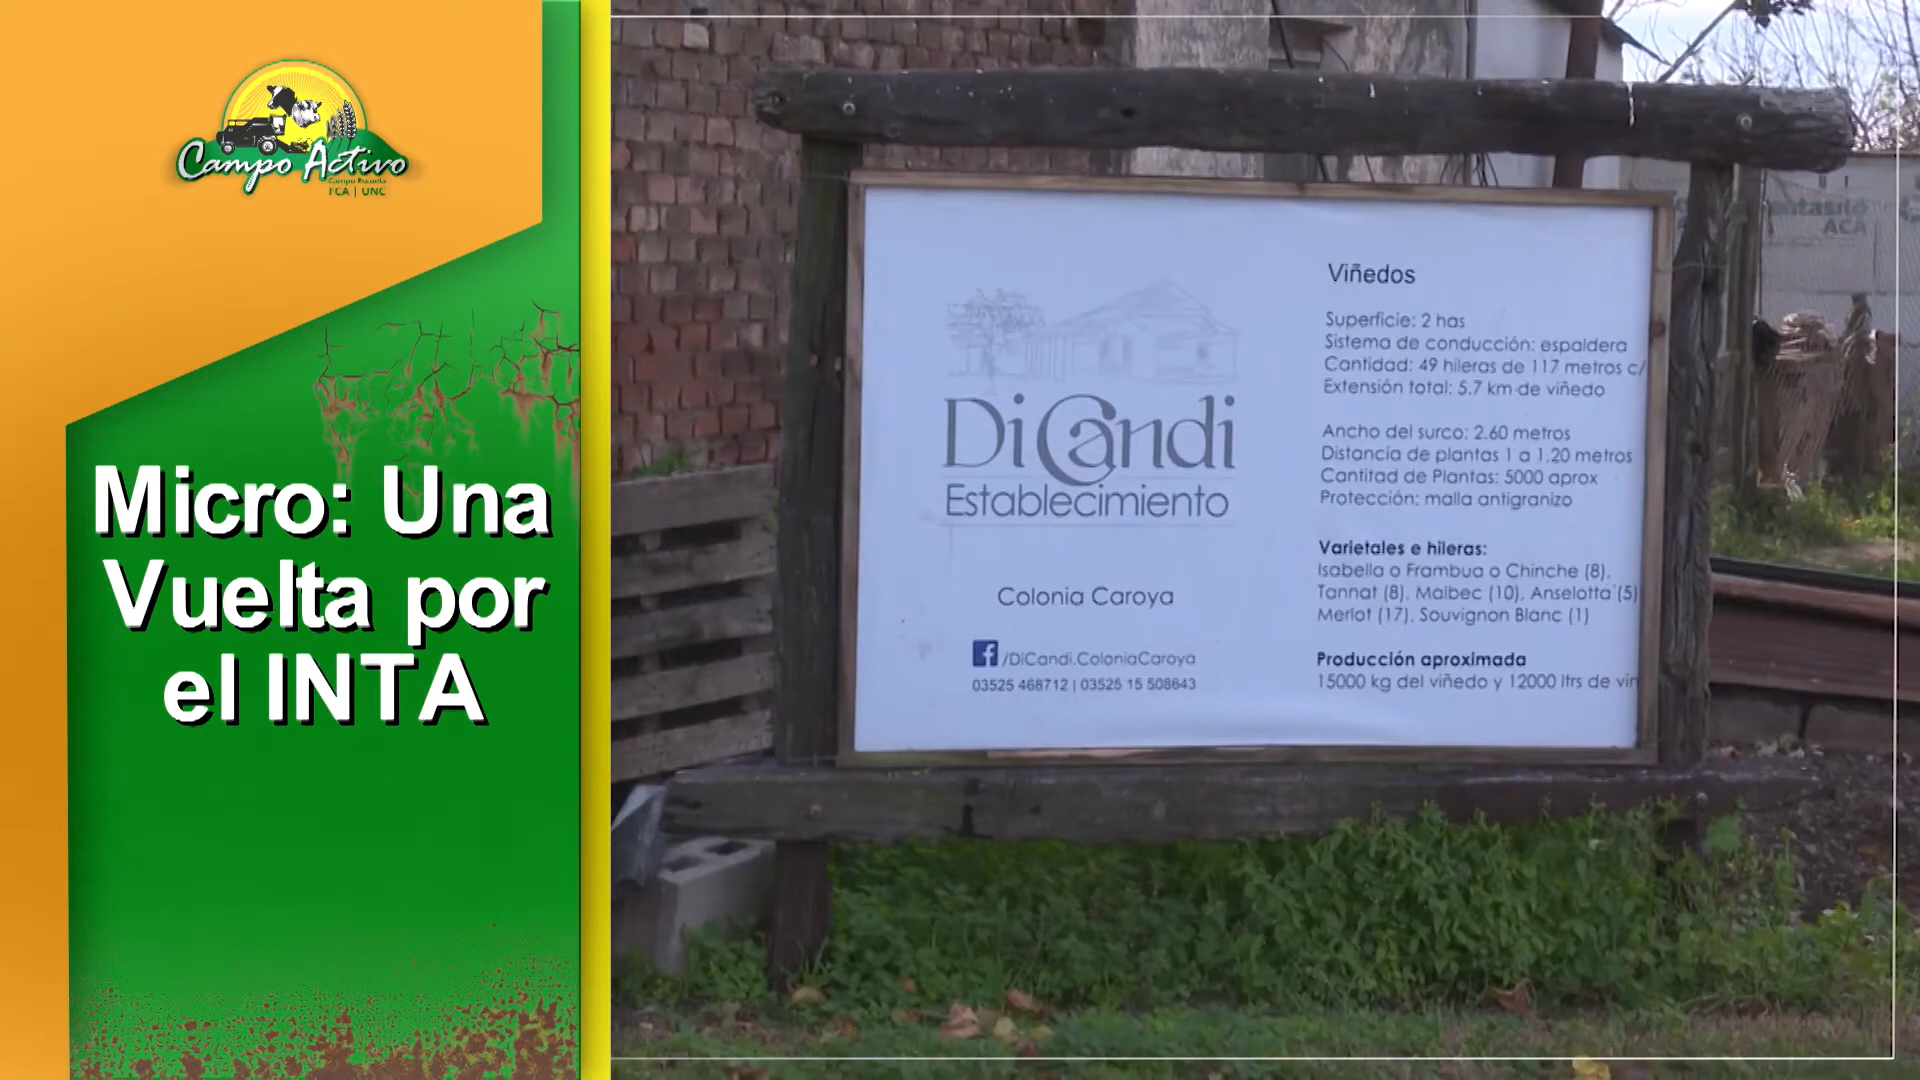 Campo Activo
Campo Escuela
FCA | UNC
Micro: Una
Vuelta por
el INTA
DiCandi
Establecimiento
Colonia Caroya
/DiCandi.ColoniaCaroya
03525 468712 | 03525 15 508643
Viñedos
Superficie: 2 has
Sistema de conducción: espaldera
Cantidad: 49 hileras de 117 metros c/
Extensión total: 5.7 km de viñedo
Ancho del surco: 2.60 metros
Distancia de plantas 1 a 1.20 metros
Cantitad de Plantas: 5000 aprox
Protección: malla antigranizo
Varietales e hileras:
Isabella o Frambua o Chinche (8),
Tannat (8), Malbec (10), Anselotta (5)
Merlot (17), Souvignon Blanc (1)
Producción aproximada
15000 kg del viñedo y 12000 ltrs de vin
ACA